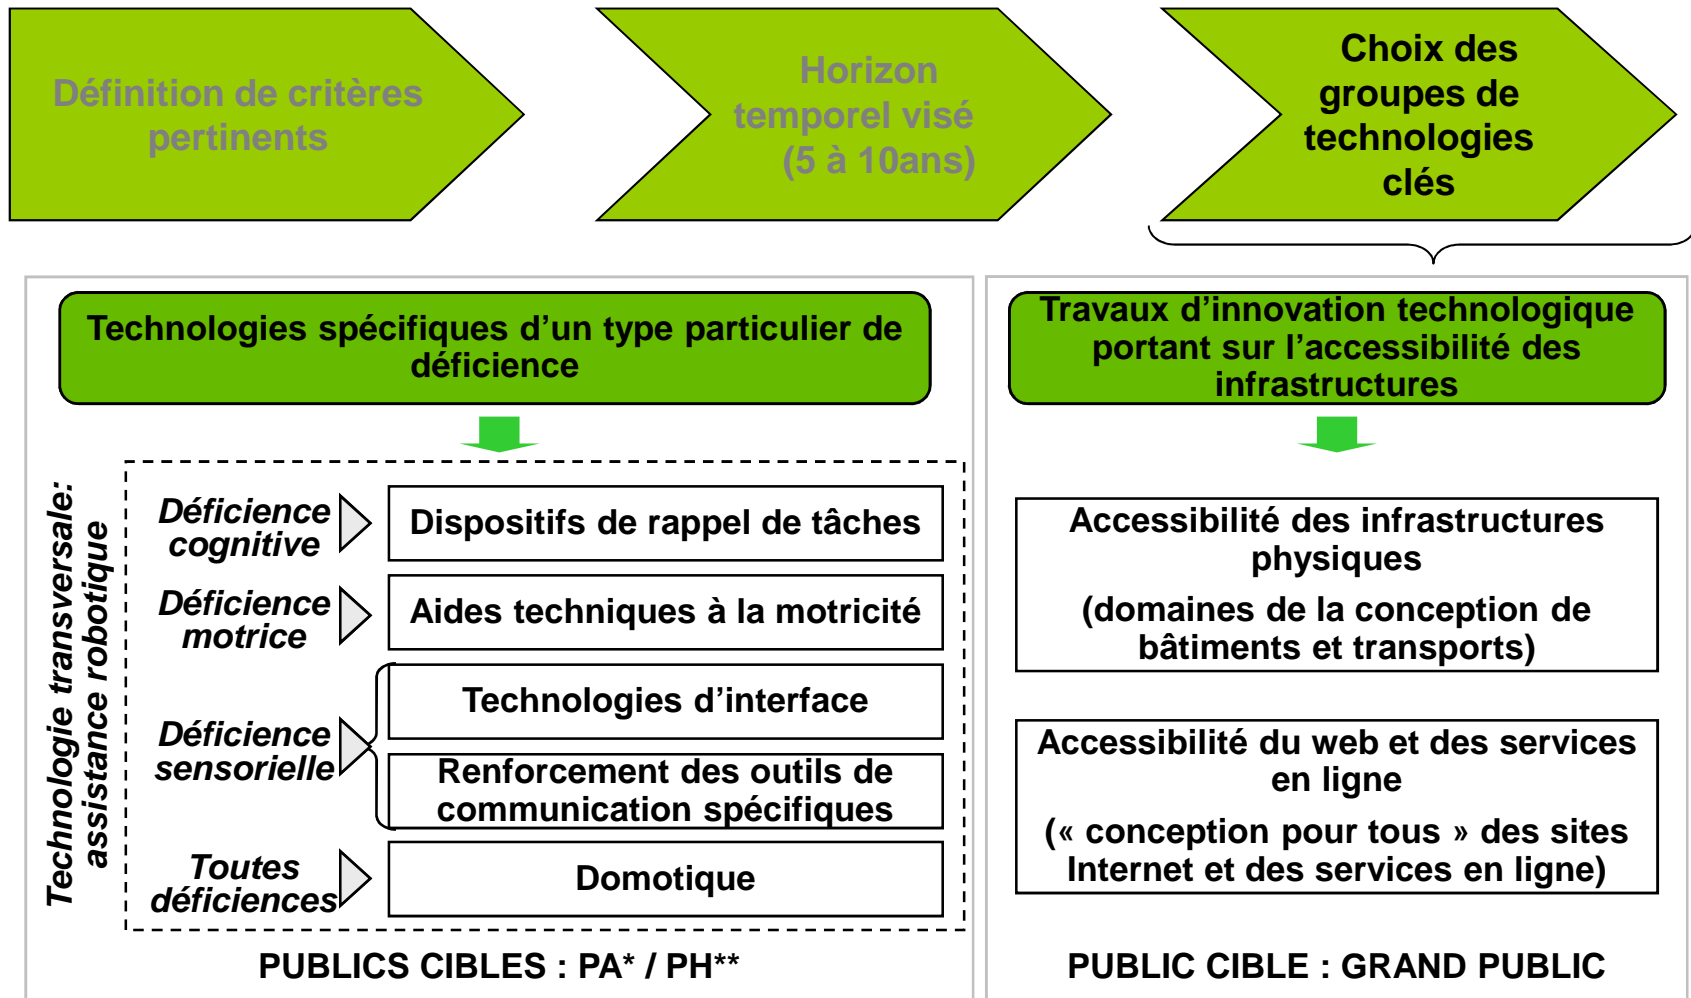 Définition de critères
pertinents
Horizon
temporel visé
(5 à 10ans)
Choix des
groupes de
technologies
clés
Technologies spécifiques d’un type particulier de
déficience
Technologie transversale:
assistance robotique
Déficience
cognitive
Dispositifs de rappel de tâches
Déficience
motrice
Aides techniques à la motricité
Déficience
sensorielle
Technologies d’interface
Renforcement des outils de
communication spécifiques
Toutes
déficiences
Domotique
PUBLICS CIBLES : PA* / PH**
Travaux d’innovation technologique
portant sur l’accessibilité des
infrastructures
Accessibilité des infrastructures
physiques
(domaines de la conception de
bâtiments et transports)
Accessibilité du web et des services
en ligne
(« conception pour tous » des sites
Internet et des services en ligne)
PUBLIC CIBLE : GRAND PUBLIC